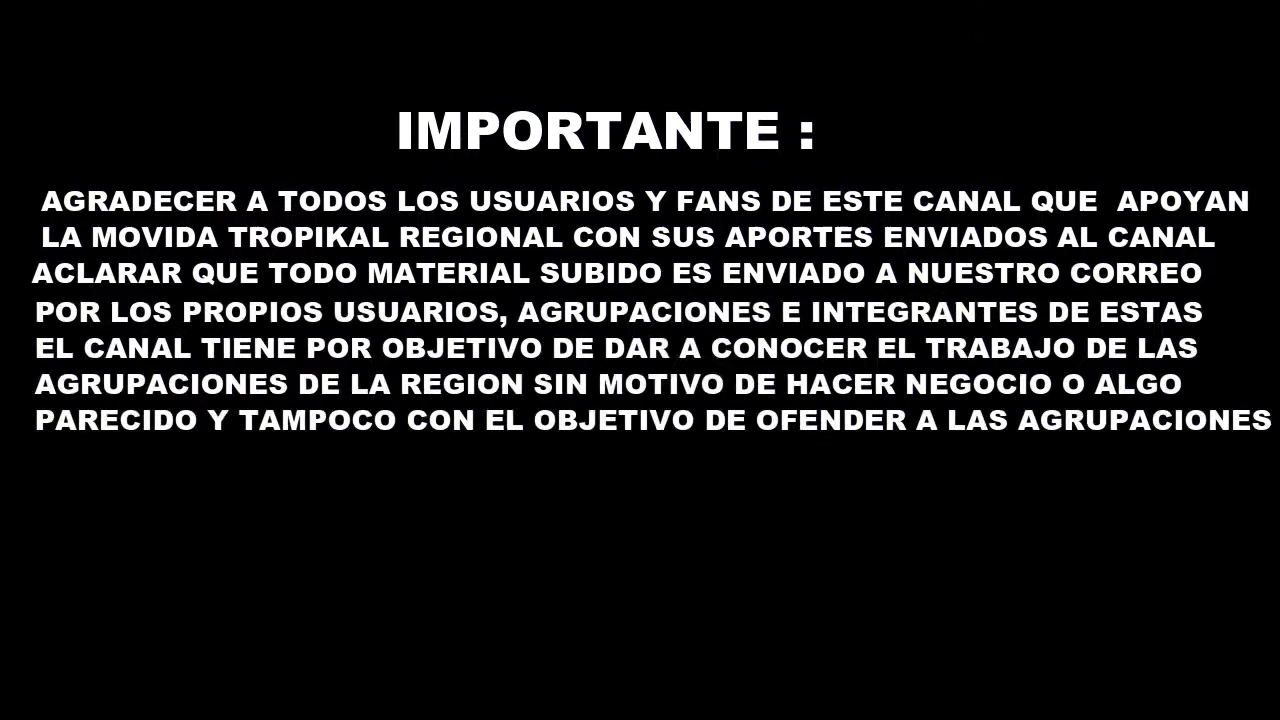 IMPORTANTE :
AGRADECER A TODOS LOS USUARIOS Y FANS DE ESTE CANAL QUE  APOYAN
LA MOVIDA TROPIKAL REGIONAL CON SUS APORTES ENVIADOS AL CANAL
ACLARAR QUE TODO MATERIAL SUBIDO ES ENVIADO A NUESTRO CORREO
POR LOS PROPIOS USUARIOS, AGRUPACIONES E INTEGRANTES DE ESTAS
EL CANAL TIENE POR OBJETIVO DE DAR A CONOCER EL TRABAJO DE LAS
AGRUPACIONES DE LA REGION SIN MOTIVO DE HACER NEGOCIO O ALGO
PARECIDO Y TAMPOCO CON EL OBJETIVO DE OFENDER A LAS AGRUPACIONES